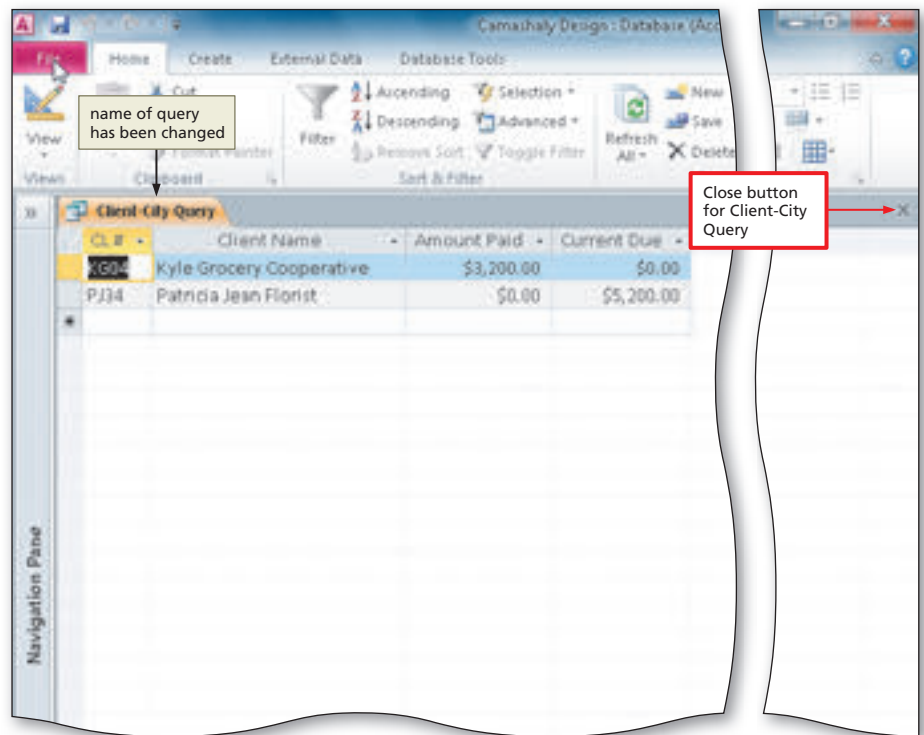 A
Camashaly Design : Database (Acc
File Home Create External Data Database Tools
Cut
Format Painter
View
Views
Clipboard
Filter
Ascending
Descending
Remove Sort
Selection
Advanced
Toggle Filter
Sort & Filter
Refresh All
New
Save
Delete
name of query
has been changed
Client-City Query
Close button
for Client-City
Query
CL # Client Name Amount Paid Current Due
KG04 Kyle Grocery Cooperative $3,200.00 $0.00
PJ34 Patricia Jean Florist $0.00 $5,200.00
Navigation Pane